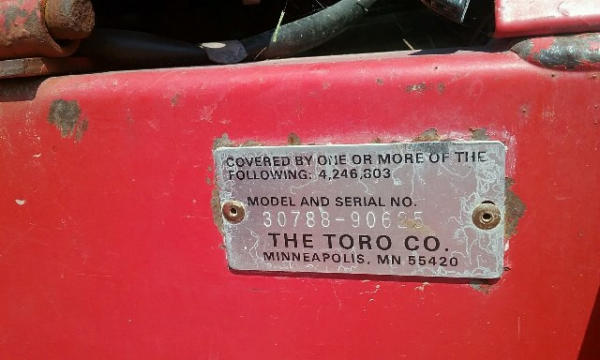 COVERED BY ONE OR MORE OF THE
FOLLOWING: 4,246,803
MODEL AND SERIAL NO.
30788-90625
THE TORO CO.
MINNEAPOLIS, MN 55420